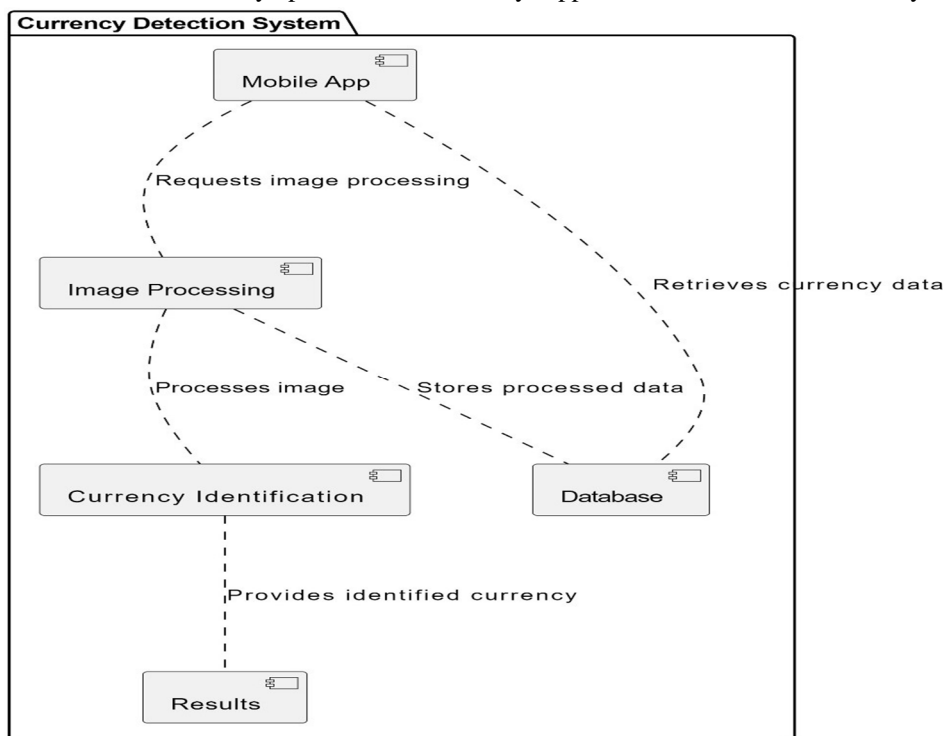 Currency Detection System
Mobile App
Requests image processing
Image Processing
Retrieves currency data
Processes image
Stores processed data
Currency Identification
Database
Provides identified currency
Results